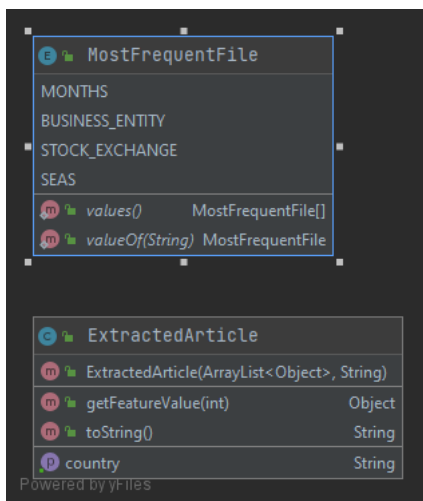 E MostFrequentFile
MONTHS
BUSINESS_ENTITY
STOCK_EXCHANGE
SEAS
m values() MostFrequentFile[]
m valueOf(String) MostFrequentFile
C ExtractedArticle
m ExtractedArticle(ArrayList<Object>, String)
m getFeatureValue(int) Object
m toString() String
p country String
Powered by yFiles